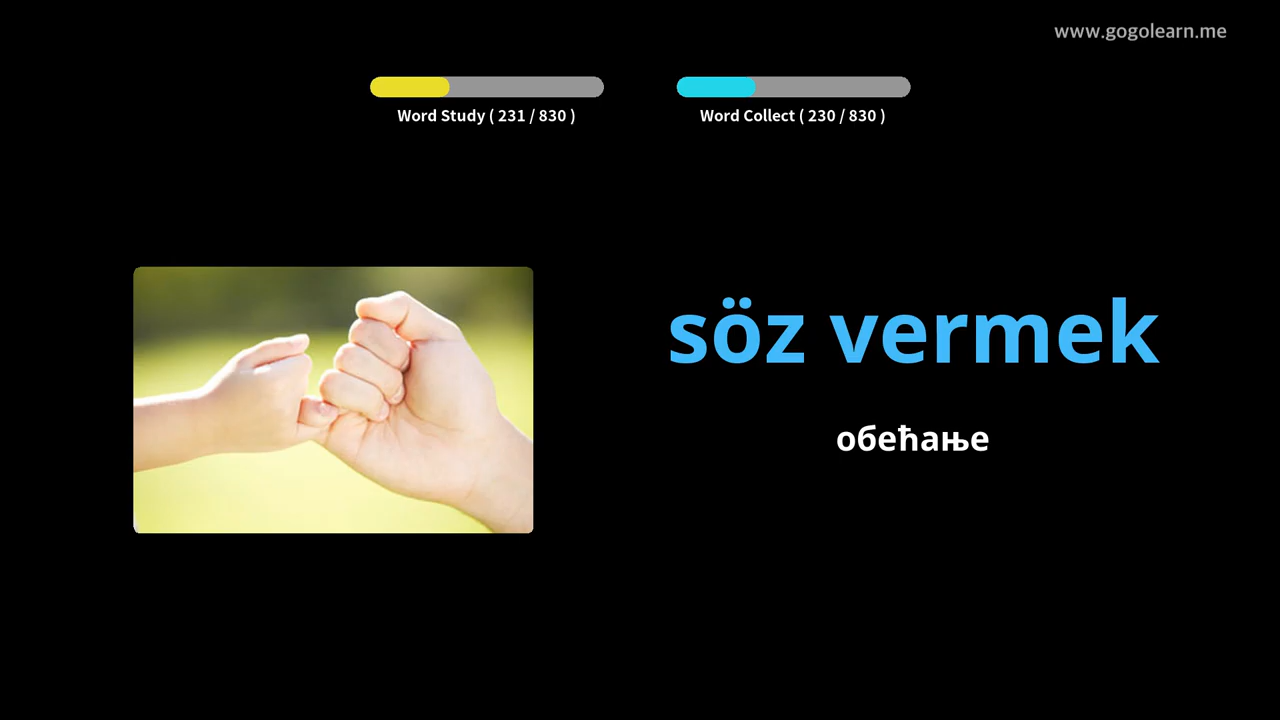 www.gogolearn.me
Word Study ( 231 / 830 )
Word Collect ( 230 / 830 )
söz vermek
обећање